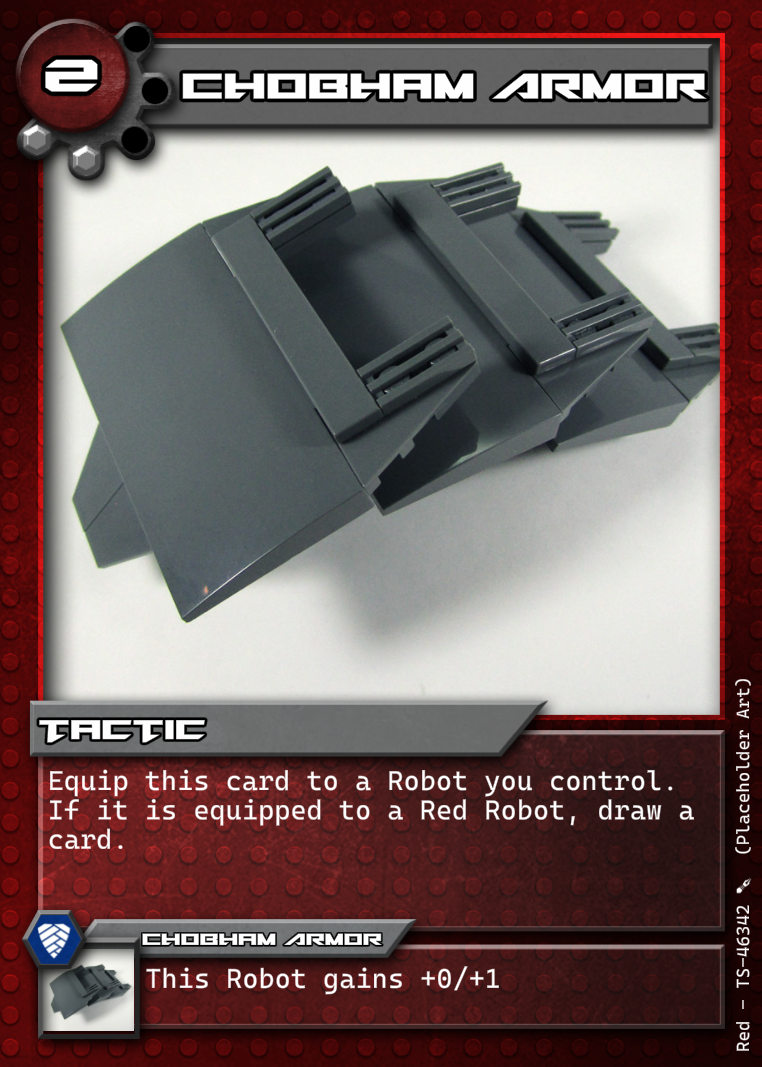 2
CHOBHAM ARMOR
TACTIC
Equip this card to a Robot you control.
If it is equipped to a Red Robot, draw a
card.
CHOBHAM ARMOR
This Robot gains +0/+1
Red - TS-46342 (Placeholder Art)